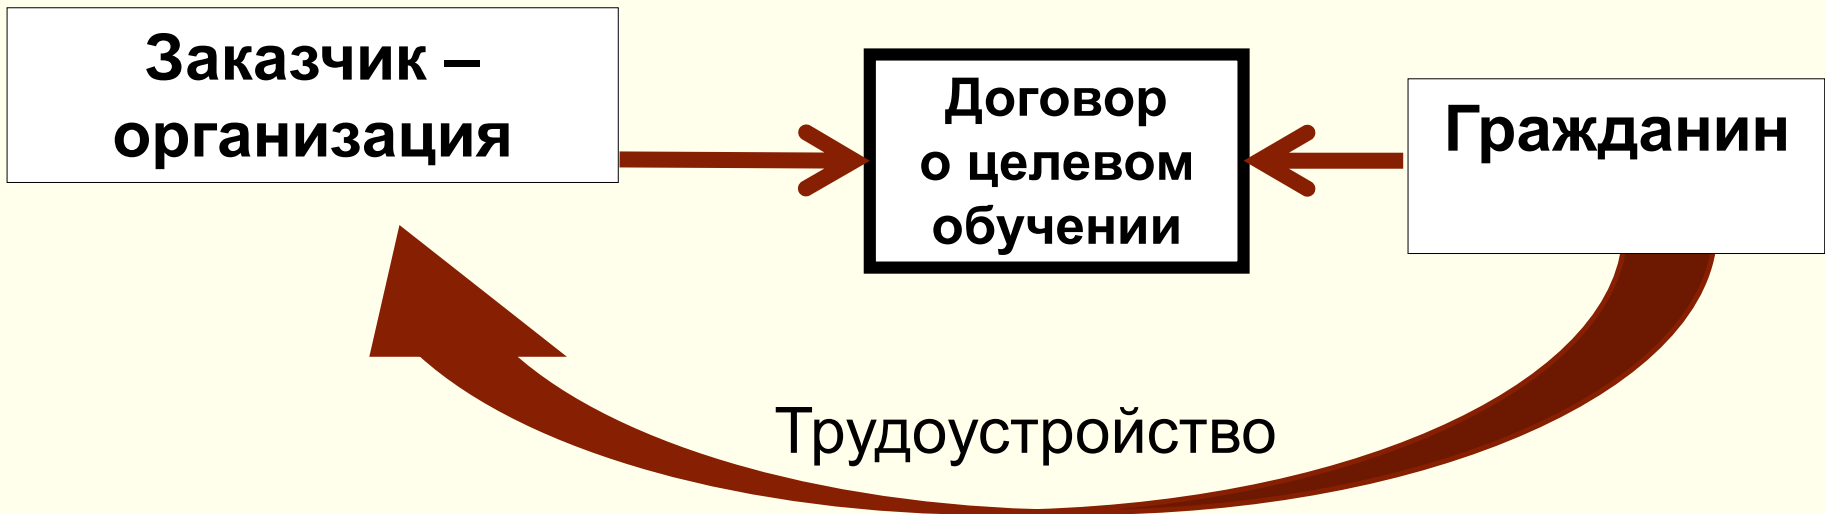 Заказчик –
организация
Договор
о целевом
обучении
Гражданин
Трудоустройство